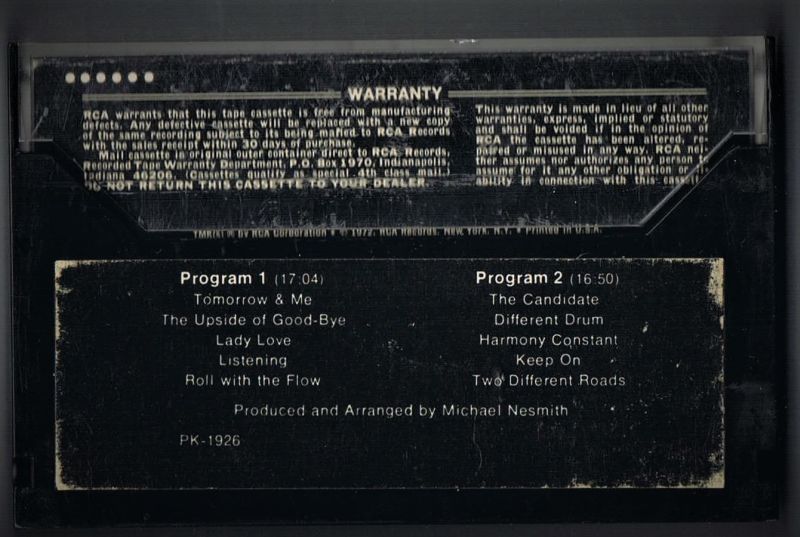 WARRANTY
RCA warrants that this tape cassette is free from manufacturing
defects. Any defective cassette will be replaced with a new copy
of the same recording subject to its being mailed to RCA Records
with the sales receipt within 30 days of purchase.
Mail cassette in original outer container direct to RCA Records,
Recorded Tape Warranty Department, P.O. Box 1970, Indianapolis,
Indiana 46206. (Cassettes qualify as special 4th class mail.)
DO NOT RETURN THIS CASSETTE TO YOUR DEALER.
This warranty is made in lieu of all other
warranties, express, implied or statutory
and shall be voided if in the opinion of
RCA the cassette has been altered, re-
paired or misused in any way. RCA nei-
ther assumes nor authorizes any person to
assume for it any other obligation or li-
ability in connection with this cassette.
TMK(s) ® by RCA Corporation • ℗ 1972, RCA Records, New York, N.Y. • Printed in U.S.A.
Program 1 (17:04)
Tomorrow & Me
The Upside of Good-Bye
Lady Love
Listening
Roll with the Flow
Program 2 (16:50)
The Candidate
Different Drum
Harmony Constant
Keep On
Two Different Roads
Produced and Arranged by Michael Nesmith
PK-1926